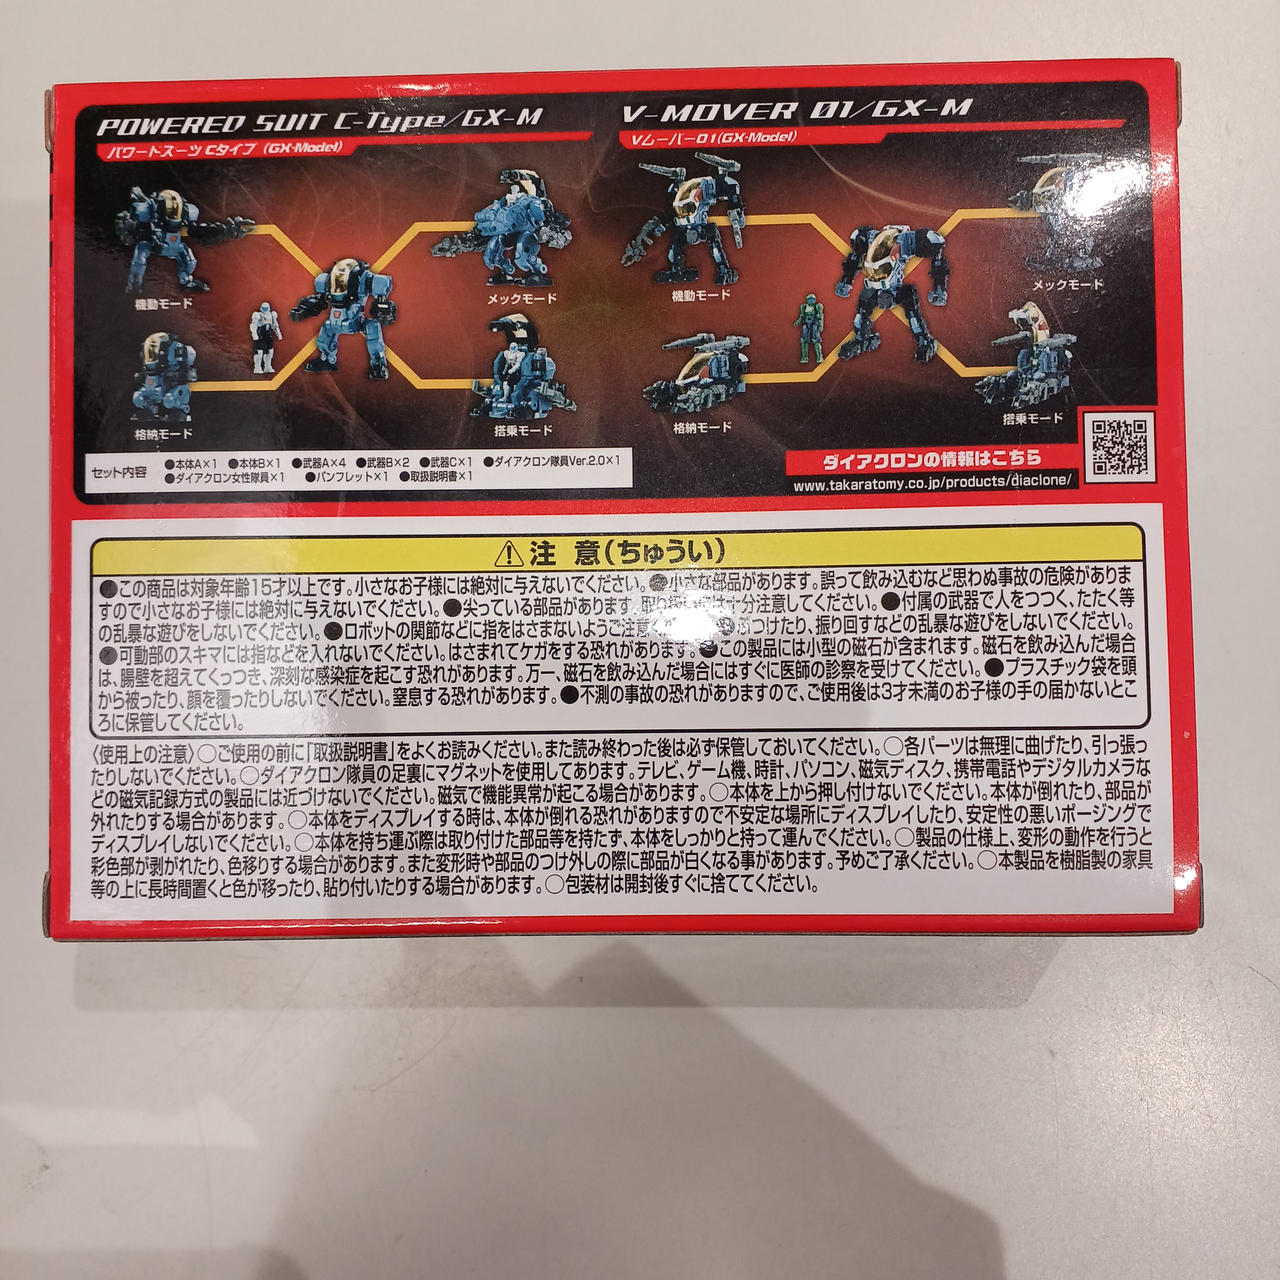 POWERED SUIT C-Type/GX-M
パワードスーツ Cタイプ (GX-Model)
機動モード
メックモード
格納モード
搭乗モード
V-MOVER 01/GX-M
Vムーバー01(GX-Model)
機動モード
メックモード
格納モード
搭乗モード
セット内容
●本体A×1 ●本体B×1 ●武器A×4 ●武器B×2 ●武器C×1 ●ダイアクロン隊員Ver.2.0×1
●ダイアクロン女性隊員×1 ●パンフレット×1 ●取扱説明書×1
ダイアクロンの情報はこちら
www.takaratomy.co.jp/products/diaclone/
⚠注 意(ちゅうい)
●この商品は対象年齢15才以上です。小さなお子様には絶対に与えないでください。●小さな部品があります。誤って飲み込むなど思わぬ事故の危険がありま
すので小さなお子様には絶対に与えないでください。●尖っている部品があります。取り扱いには十分注意してください。●付属の武器で人をつつく、たたく等
の乱暴な遊びをしないでください。●ロボットの関節などに指をはさまないようご注意 ぶつけたり、振り回すなどの乱暴な遊びをしないでください。
●可動部のスキマには指などを入れないでください。はさまれてケガをする恐れがあります。●この製品には小型の磁石が含まれます。磁石を飲み込んだ場合
は、腸壁を超えてくっつき、深刻な感染症を起こす恐れがあります。万一、磁石を飲み込んだ場合にはすぐに医師の診察を受けてください。●プラスチック袋を頭
から被ったり、顔を覆ったりしないでください。窒息する恐れがあります。●不測の事故の恐れがありますので、ご使用後は3才未満のお子様の手の届かないとこ
ろに保管してください。
〈使用上の注意〉○ご使用の前に「取扱説明書」をよくお読みください。また読み終わった後は必ず保管しておいてください。○各パーツは無理に曲げたり、引っ張っ
たりしないでください。○ダイアクロン隊員の足裏にマグネットを使用してあります。テレビ、ゲーム機、時計、パソコン、磁気ディスク、携帯電話やデジタルカメラな
どの磁気記録方式の製品には近づけないでください。磁気で機能異常が起こる場合があります。○本体を上から押し付けないでください。本体が倒れたり、部品が
外れたりする場合があります。○本体をディスプレイする時は、本体が倒れる恐れがありますので不安定な場所にディスプレイしたり、安定性の悪いポージングで
ディスプレイしないでください。○本体を持ち運ぶ際は取り付けた部品等を持たず、本体をしっかりと持って運んでください。○製品の仕様上、変形の動作を行うと
彩色部が剥がれたり、色移りする場合があります。また変形時や部品のつけ外しの際に部品が白くなる事があります。予めご了承ください。○本製品を樹脂製の家具
等の上に長時間置くと色が移ったり、貼り付いたりする場合があります。○包装材は開封後すぐに捨ててください。